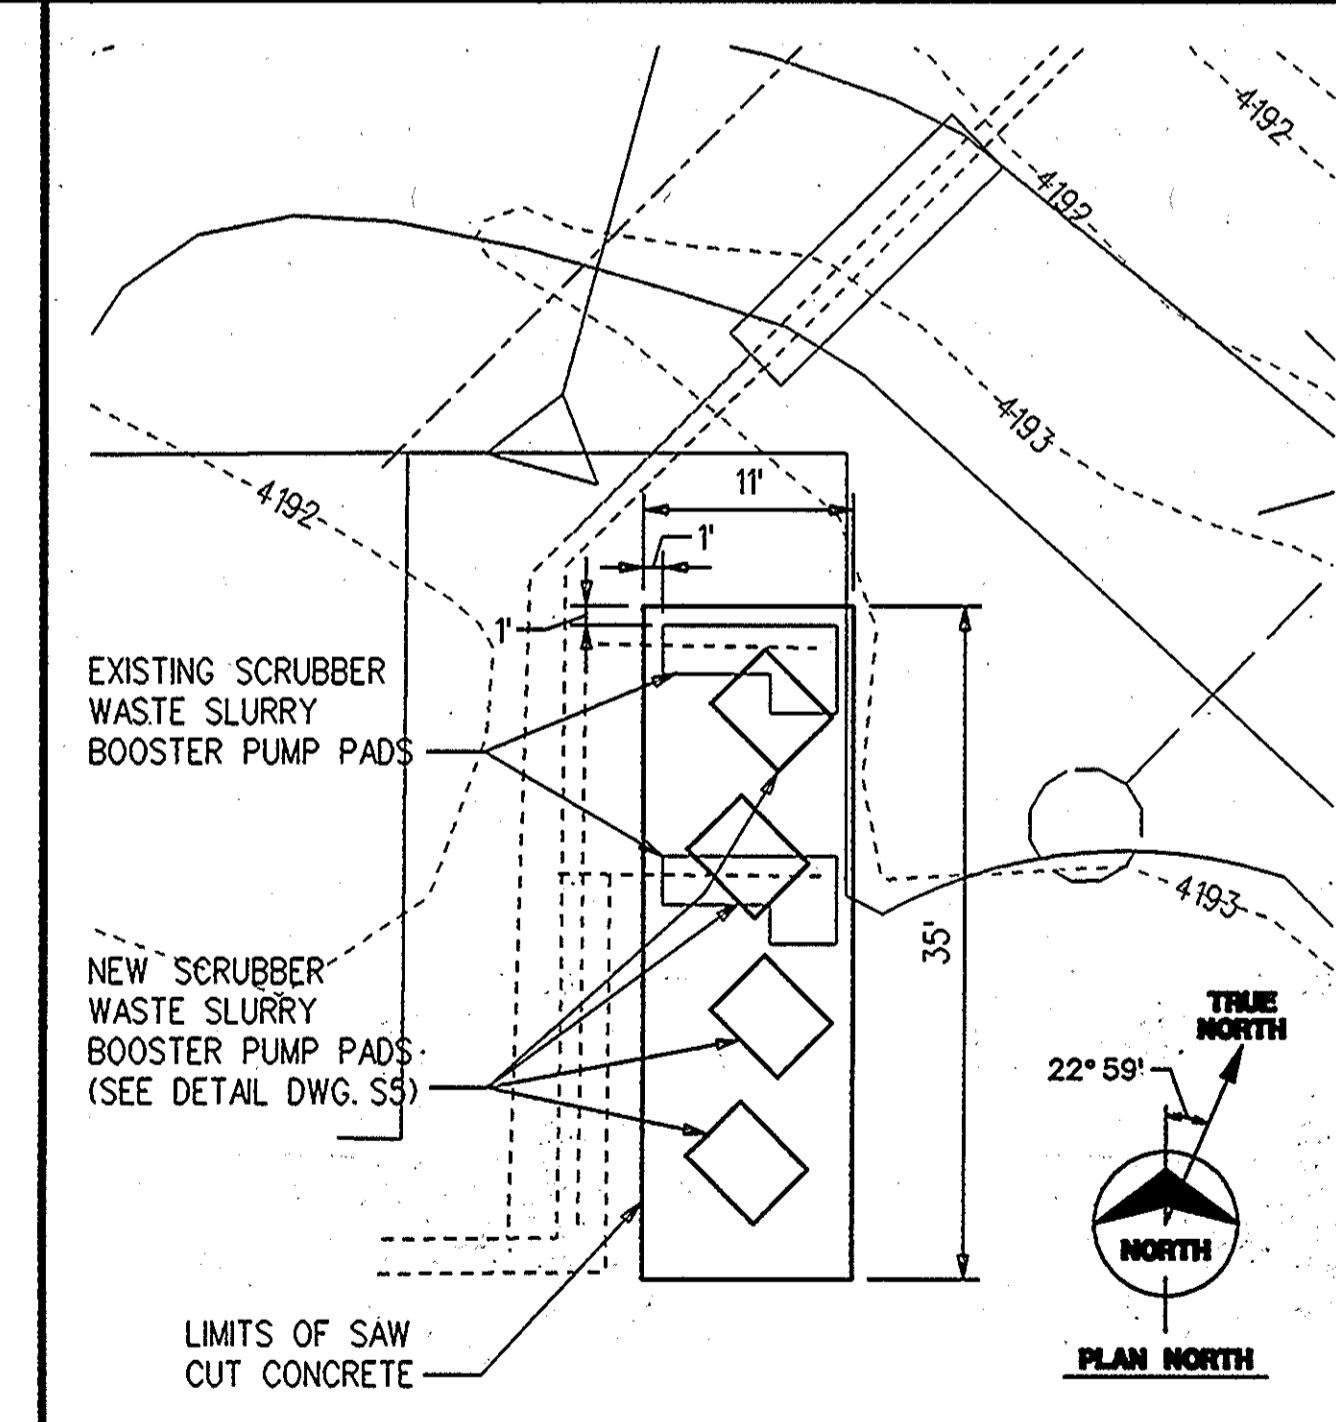 4192
4192
4193
4192
11'
1'
1'
EXISTING SCRUBBER
WASTE SLURRY
BOOSTER PUMP PADS
35'
4193
NEW SCRUBBER
WASTE SLURRY
BOOSTER PUMP PADS
(SEE DETAIL DWG. S5)
TRUE
NORTH
22° 59'
NORTH
PLAN NORTH
LIMITS OF SAW
CUT CONCRETE